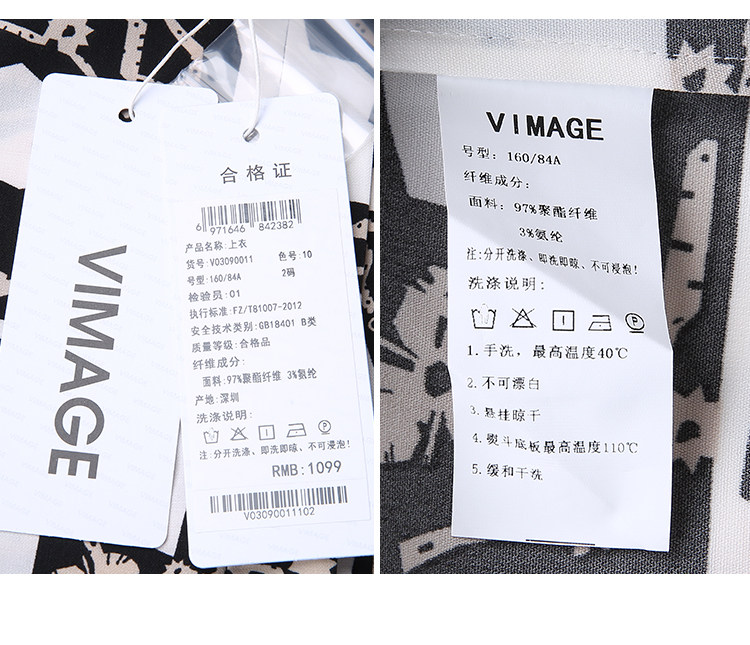 VIMAGE
合格证
6 971646 842382
产品名称:上衣
货号:V03090011 色号:10
号型:160/84A 2码
检验员:01
执行标准:FZ/T81007-2012
安全技术类别:GB18401 B类
质量等级:合格品
纤维成分:
面料:97%聚酯纤维 3%氨纶
产地:深圳
洗涤说明:
注:分开洗涤、即洗即晾、不可浸泡!
RMB:1099
V03090011102
VIMAGE
号型:160/84A
纤维成分:
面料:97%聚酯纤维
3%氨纶
注:分开洗涤、即洗即晾、不可浸泡!
洗涤说明:
P
1.手洗，最高温度40℃
2.不可漂白
3.悬挂晾干
4.熨斗底板最高温度110℃
5.缓和干洗